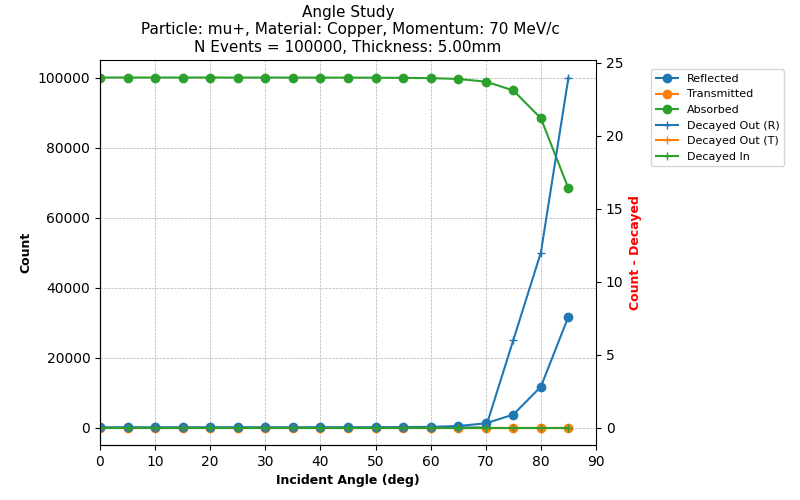 Angle Study
Particle: mu+, Material: Copper, Momentum: 70 MeV/c
N Events = 100000, Thickness: 5.00mm
100000
80000
60000
40000
20000
0
Count
25
20
15
10
5
0
Count - Decayed
0 10 20 30 40 50 60 70 80 90
Incident Angle (deg)
Reflected
Transmitted
Absorbed
Decayed Out (R)
Decayed Out (T)
Decayed In